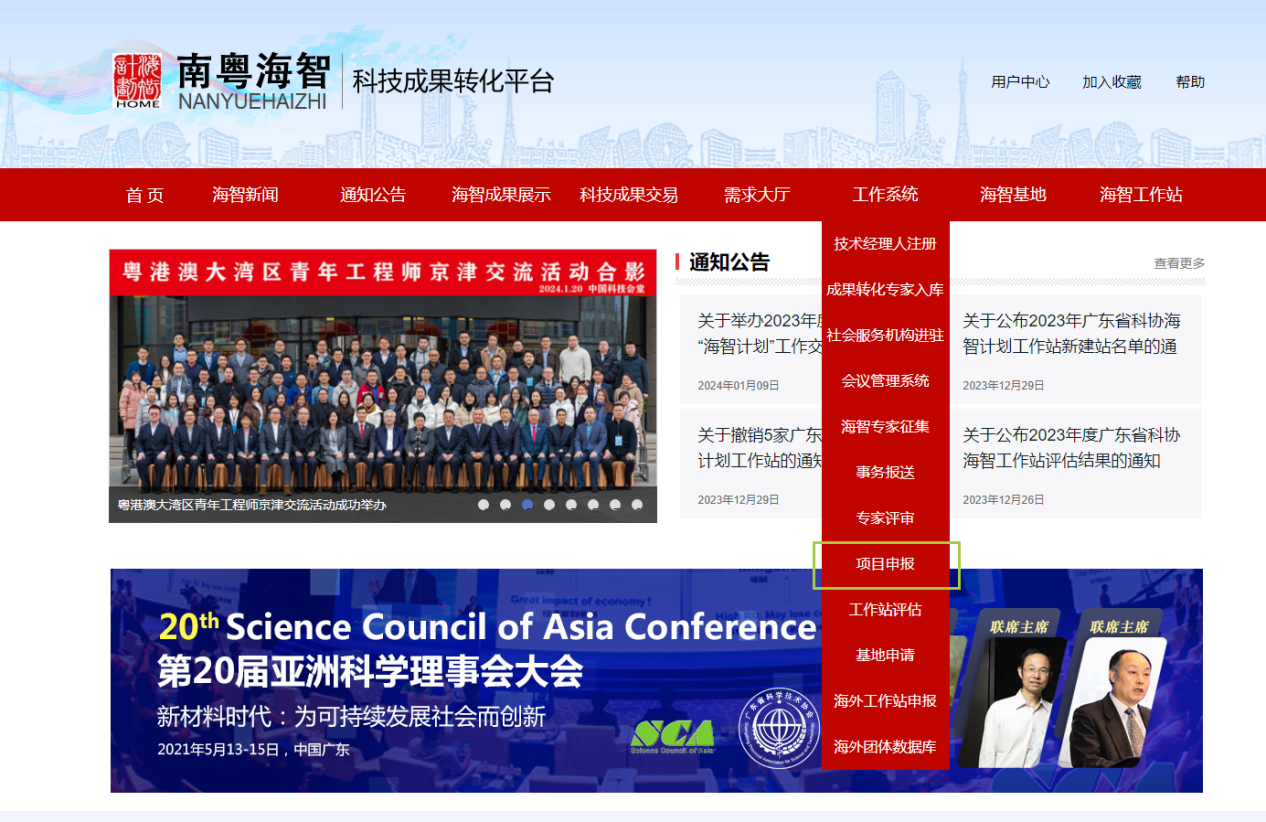 南粤海智
NANYUEHAIZHI
HOME
科技成果转化平台
用户中心 加入收藏 帮助
首 页 海智新闻 通知公告 海智成果展示 科技成果交易 需求大厅 工作系统 海智基地 海智工作站
技术经理人注册
成果转化专家入库
社会服务机构进驻
会议管理系统
海智专家征集
事务报送
专家评审
项目申报
工作站评估
基地申请
海外工作站申报
海外团体数据库
粤港澳大湾区青年工程师京津交流活动合影
2024.1.20 中国科技会堂
粤港澳大湾区青年工程师京津交流活动成功举办
通知公告
查看更多
关于举办2023年
“海智计划”工作交
2024年01月09日
关于公布2023年广东省科协海
智计划工作站新建站名单的通
2023年12月29日
关于撤销5家广东
计划工作站的通知
2023年12月29日
关于公布2023年度广东省科协
海智工作站评估结果的通知
2023年12月26日
Great impact of economy!
20th Science Council of Asia Conference
第20届亚洲科学理事会大会
新材料时代：为可持续发展社会而创新
2021年5月13-15日，中国广东
SCA
Science Council of Asia
广东省科学技术协会
联席主席
联席主席